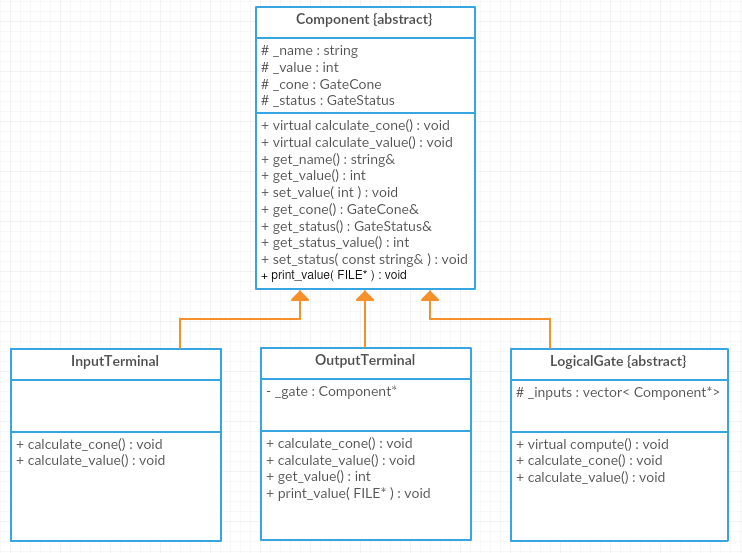 Component {abstract}
# _name : string
# _value : int
# _cone : GateCone
# _status : GateStatus
+ virtual calculate_cone() : void
+ virtual calculate_value() : void
+ get_name() : string&
+ get_value() : int
+ set_value( int ) : void
+ get_cone() : GateCone&
+ get_status() : GateStatus&
+ get_status_value() : int
+ set_status( const string& ) : void
+ print_value( FILE* ) : void
InputTerminal
+ calculate_cone() : void
+ calculate_value() : void
OutputTerminal
- _gate : Component*
+ calculate_cone() : void
+ calculate_value() : void
+ get_value() : int
+ print_value( FILE* ) : void
LogicalGate {abstract}
# _inputs : vector< Component*>
+ virtual compute() : void
+ calculate_cone() : void
+ calculate_value() : void